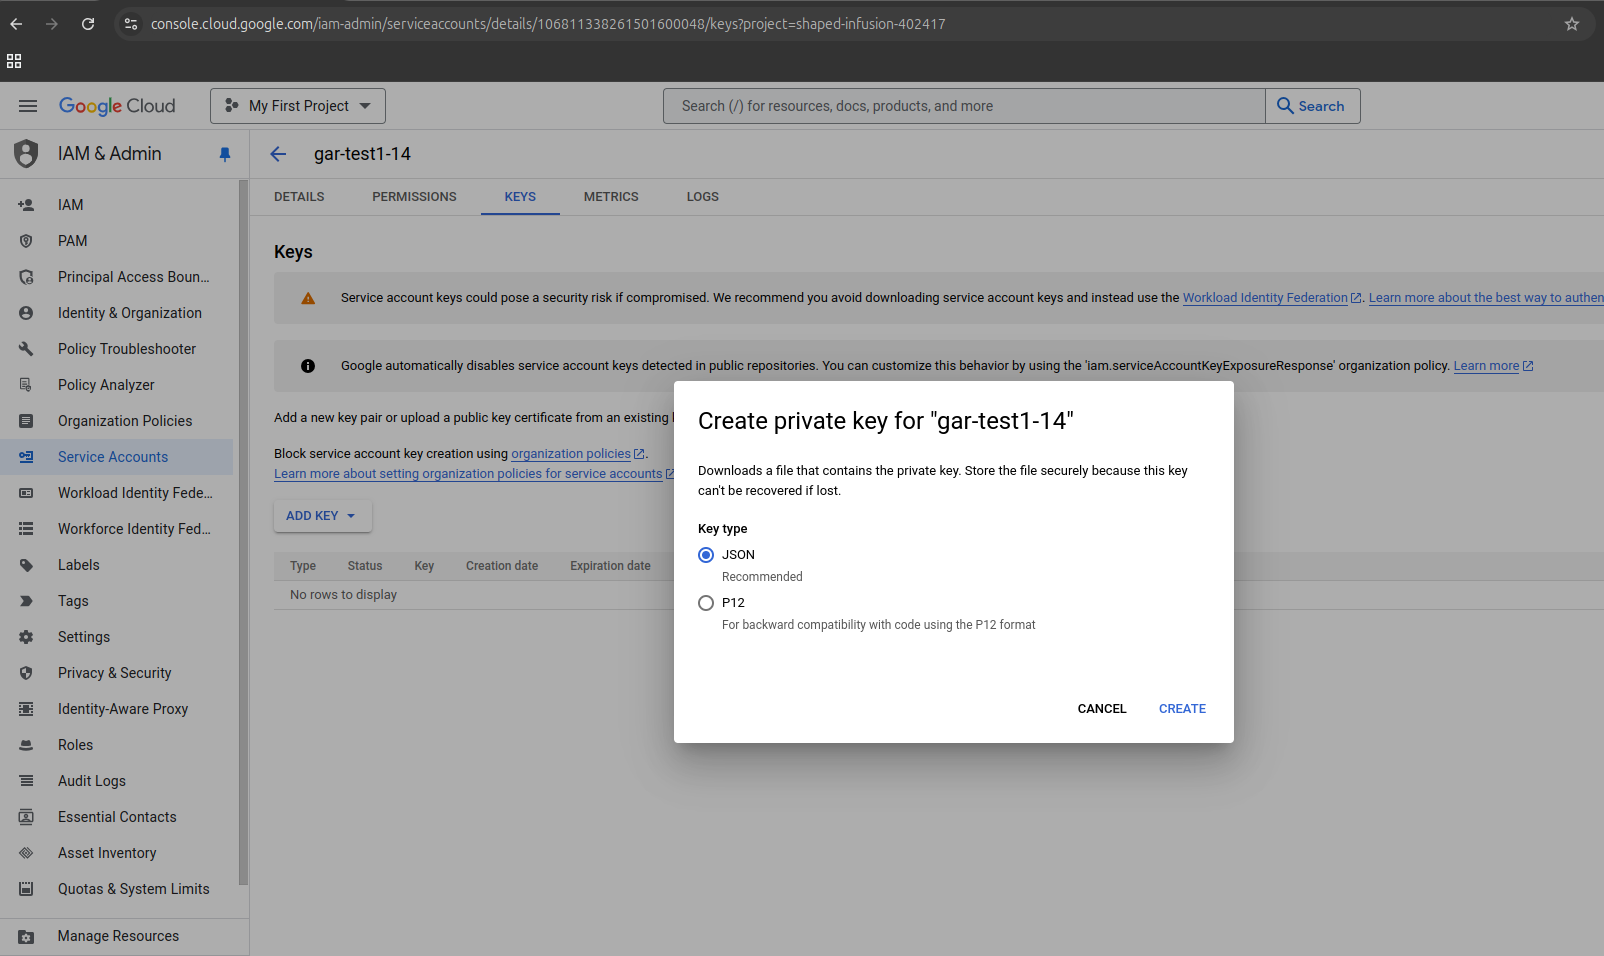 console.cloud.google.com/iam-admin/serviceaccounts/details/106811338261501600048/keys?project=shaped-infusion-402417
Google Cloud
My First Project
Search (/) for resources, docs, products, and more
Search
IAM & Admin
gar-test1-14
DETAILS
PERMISSIONS
KEYS
METRICS
LOGS
IAM
PAM
Principal Access Boun...
Identity & Organization
Policy Troubleshooter
Policy Analyzer
Organization Policies
Service Accounts
Workload Identity Fede...
Workforce Identity Fed...
Labels
Tags
Settings
Privacy & Security
Identity-Aware Proxy
Roles
Audit Logs
Essential Contacts
Asset Inventory
Quotas & System Limits
Manage Resources
Keys
Service account keys could pose a security risk if compromised. We recommend you avoid downloading service account keys and instead use the Workload Identity Federation. Learn more about the best way to authen
Google automatically disables service account keys detected in public repositories. You can customize this behavior by using the 'iam.serviceAccountKeyExposureResponse' organization policy. Learn more
Add a new key pair or upload a public key certificate from an existing
Block service account key creation using organization policies.
Learn more about setting organization policies for service accounts
ADD KEY
Type Status Key Creation date Expiration date
No rows to display
Create private key for "gar-test1-14"
Downloads a file that contains the private key. Store the file securely because this key
can't be recovered if lost.
Key type
JSON
Recommended
P12
For backward compatibility with code using the P12 format
CANCEL
CREATE